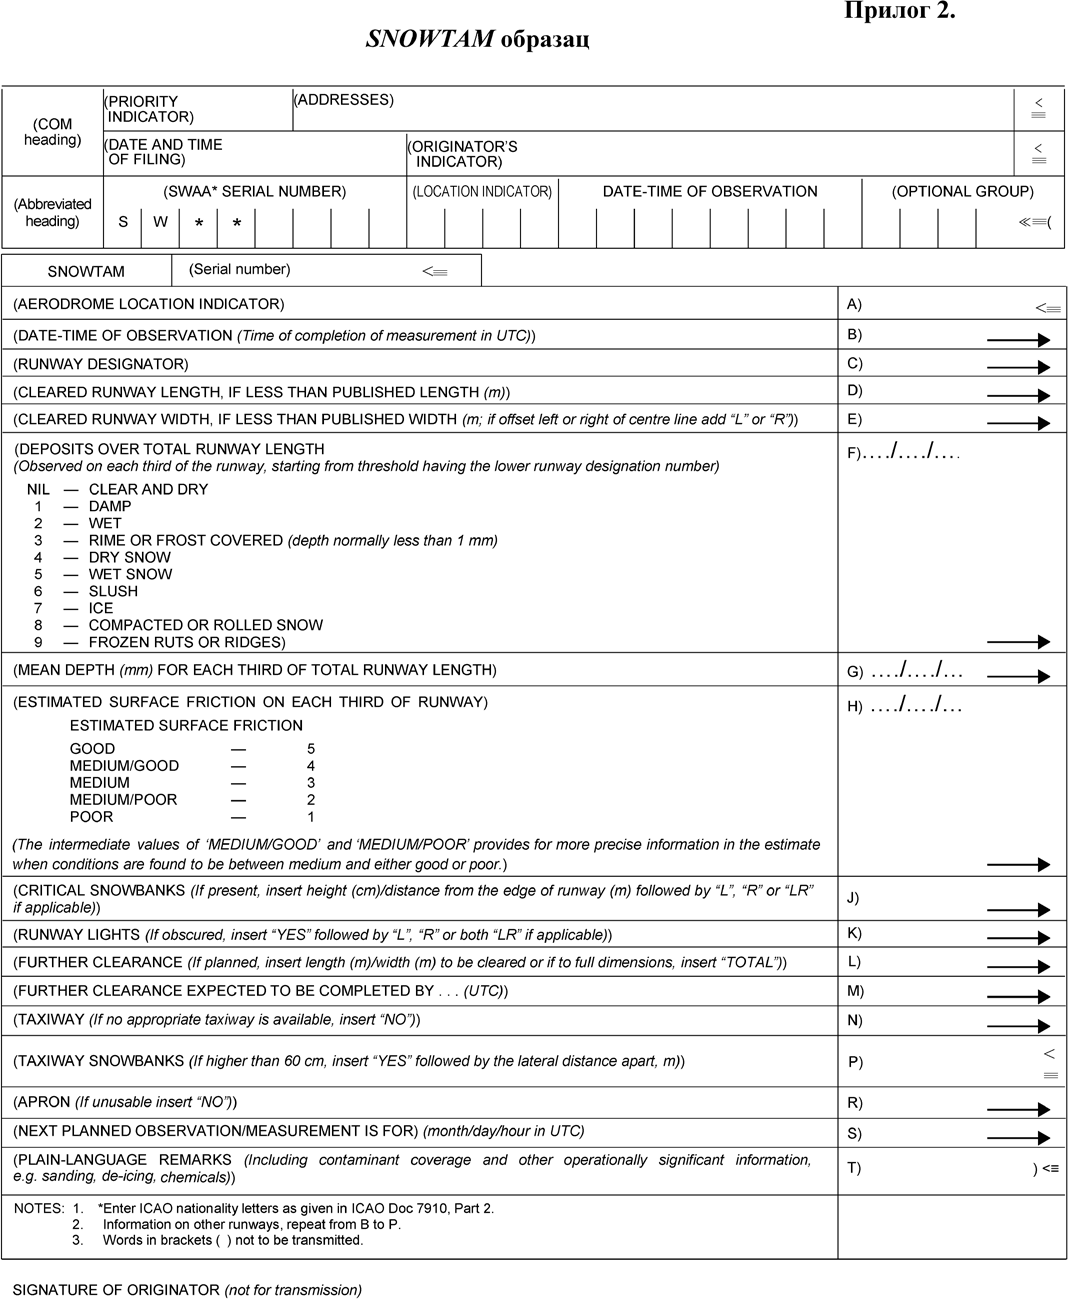 Прилог 2.
SNOWTAM образац
(COM heading)
(PRIORITY INDICATOR)
(ADDRESSES)
<≡
(DATE AND TIME OF FILING)
(ORIGINATOR'S INDICATOR)
<≡
(Abbreviated heading)
(SWAA* SERIAL NUMBER)
(LOCATION INDICATOR)
DATE-TIME OF OBSERVATION
(OPTIONAL GROUP)
S W * *
≪≡(
SNOWTAM
(Serial number) <≡
(AERODROME LOCATION INDICATOR) A) <≡
(DATE-TIME OF OBSERVATION (Time of completion of measurement in UTC)) B)
(RUNWAY DESIGNATOR) C)
(CLEARED RUNWAY LENGTH, IF LESS THAN PUBLISHED LENGTH (m)) D)
(CLEARED RUNWAY WIDTH, IF LESS THAN PUBLISHED WIDTH (m; if offset left or right of centre line add “L” or “R”)) E)
(DEPOSITS OVER TOTAL RUNWAY LENGTH F)..../..../....
(Observed on each third of the runway, starting from threshold having the lower runway designation number)
NIL — CLEAR AND DRY
1 — DAMP
2 — WET
3 — RIME OR FROST COVERED (depth normally less than 1 mm)
4 — DRY SNOW
5 — WET SNOW
6 — SLUSH
7 — ICE
8 — COMPACTED OR ROLLED SNOW
9 — FROZEN RUTS OR RIDGES)
(MEAN DEPTH (mm) FOR EACH THIRD OF TOTAL RUNWAY LENGTH) G) ..../..../...
(ESTIMATED SURFACE FRICTION ON EACH THIRD OF RUNWAY) H) ..../..../...
ESTIMATED SURFACE FRICTION
GOOD — 5
MEDIUM/GOOD — 4
MEDIUM — 3
MEDIUM/POOR — 2
POOR — 1
(The intermediate values of ‘MEDIUM/GOOD’ and ‘MEDIUM/POOR’ provides for more precise information in the estimate
when conditions are found to be between medium and either good or poor.)
(CRITICAL SNOWBANKS (If present, insert height (cm)/distance from the edge of runway (m) followed by “L”, “R” or “LR” J)
if applicable))
(RUNWAY LIGHTS (If obscured, insert “YES” followed by “L”, “R” or both “LR” if applicable)) K)
(FURTHER CLEARANCE (If planned, insert length (m)/width (m) to be cleared or if to full dimensions, insert “TOTAL”)) L)
(FURTHER CLEARANCE EXPECTED TO BE COMPLETED BY . . . (UTC)) M)
(TAXIWAY (If no appropriate taxiway is available, insert “NO”)) N)
(TAXIWAY SNOWBANKS (If higher than 60 cm, insert “YES” followed by the lateral distance apart, m)) P) <≡
(APRON (If unusable insert “NO”)) R)
(NEXT PLANNED OBSERVATION/MEASUREMENT IS FOR) (month/day/hour in UTC) S)
(PLAIN-LANGUAGE REMARKS (Including contaminant coverage and other operationally significant information, T) ) <≡
e.g. sanding, de-icing, chemicals))
NOTES: 1. *Enter ICAO nationality letters as given in ICAO Doc 7910, Part 2.
2. Information on other runways, repeat from B to P.
3. Words in brackets ( ) not to be transmitted.
SIGNATURE OF ORIGINATOR (not for transmission)